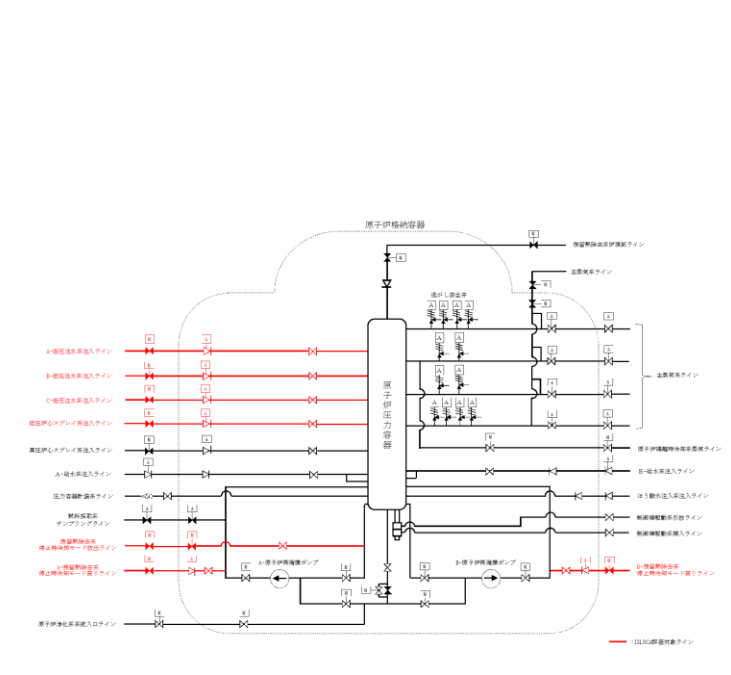 原子炉格納容器
残留熱除去系炉頂部ライン
主蒸気系ライン
逃がし安全弁
A-低圧注水系注入ライン
B-低圧注水系注入ライン
C-低圧注水系注入ライン
低圧炉心スプレイ系注入ライン
高圧炉心スプレイ系注入ライン
A-給水系注入ライン
圧力容器計装系ライン
試料採取系
サンプリングライン
残留熱除去系
停止時冷却モード抜出ライン
A-残留熱除去系
停止時冷却モード戻りライン
原子炉浄化系系統入口ライン
原子炉圧力容器
A-原子炉再循環ポンプ
B-原子炉再循環ポンプ
主蒸気系ライン
原子炉隔離時冷却系蒸気ライン
B-給水系注入ライン
ほう酸水注入系注入ライン
制御棒駆動系引抜ライン
制御棒駆動系挿入ライン
B-残留熱除去系
停止時冷却モード戻りライン
:ISLOCA評価対象ライン